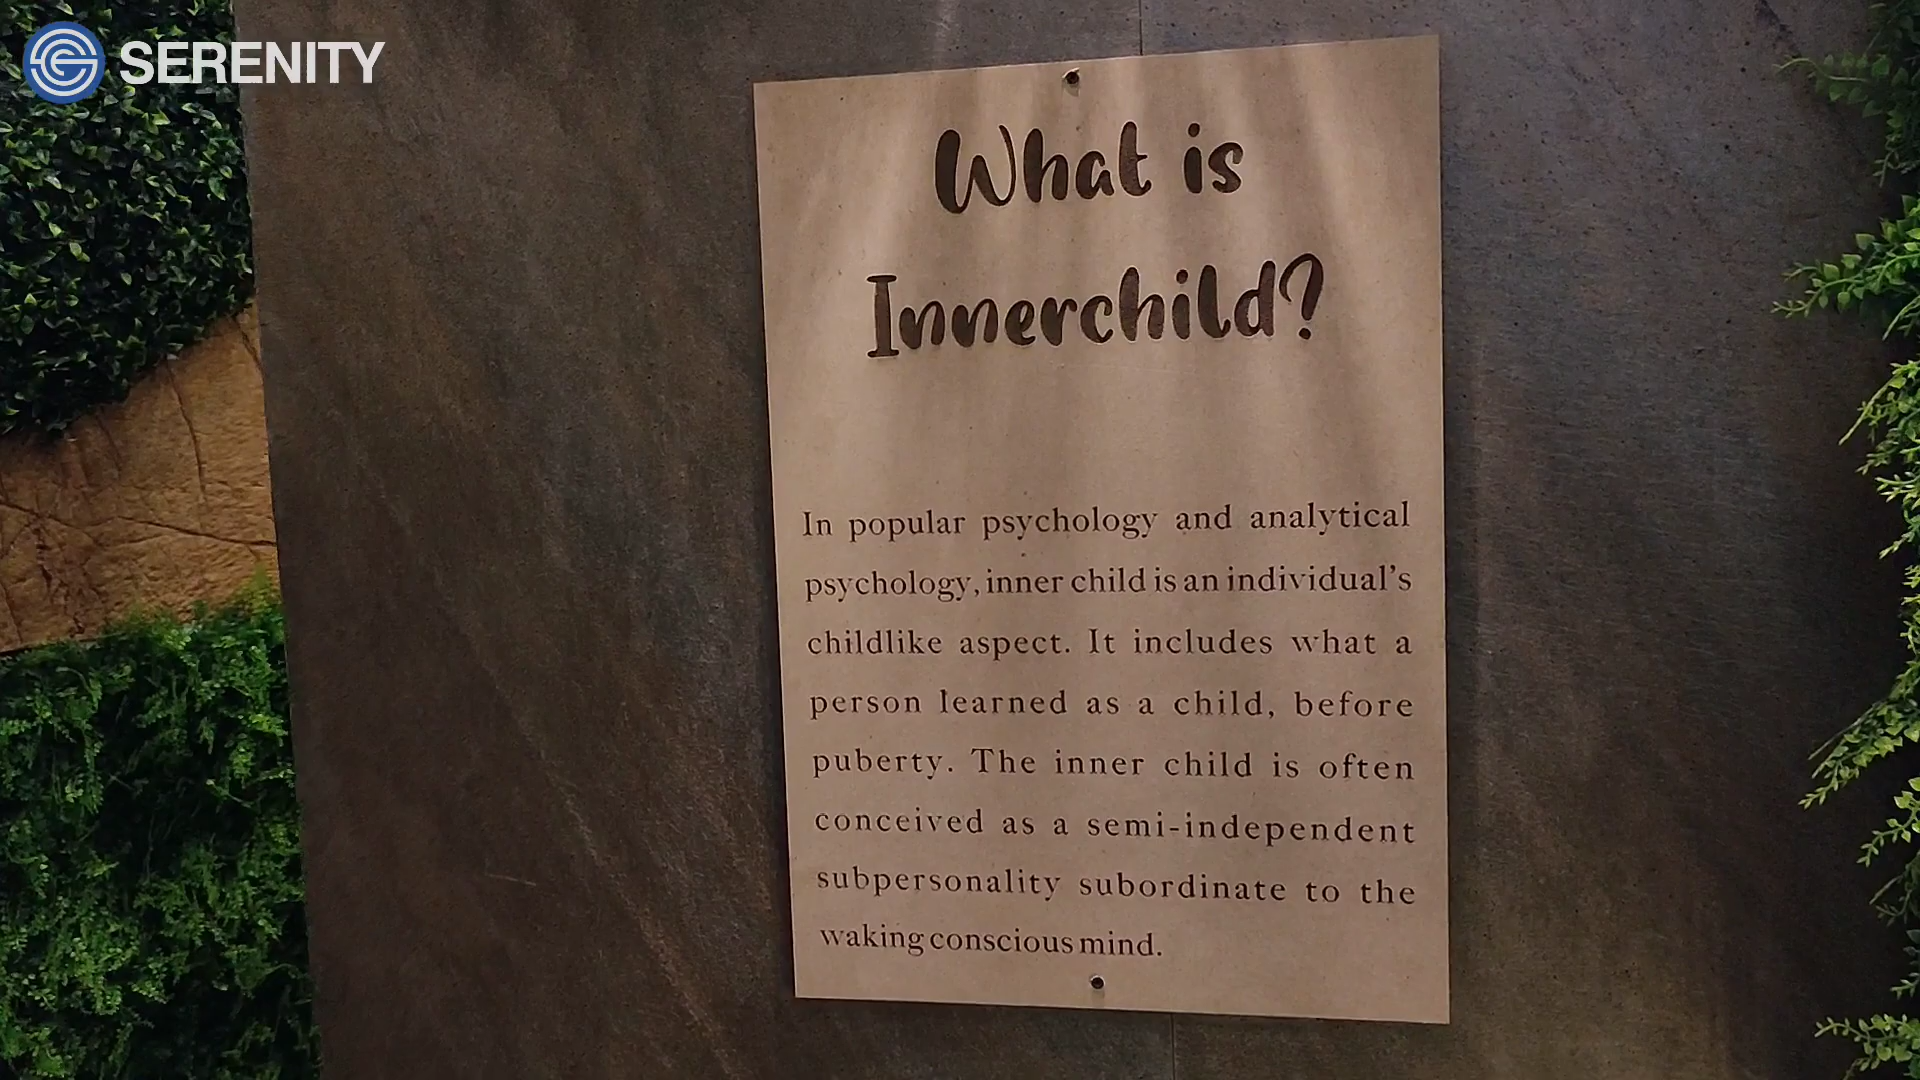 SERENITY
What is
Innerchild?
In popular psychology and analytical
psychology, inner child is an individual's
childlike aspect. It includes what a
person learned as a child, before
puberty. The inner child is often
conceived as a semi-independent
subpersonality subordinate to the
waking conscious mind.